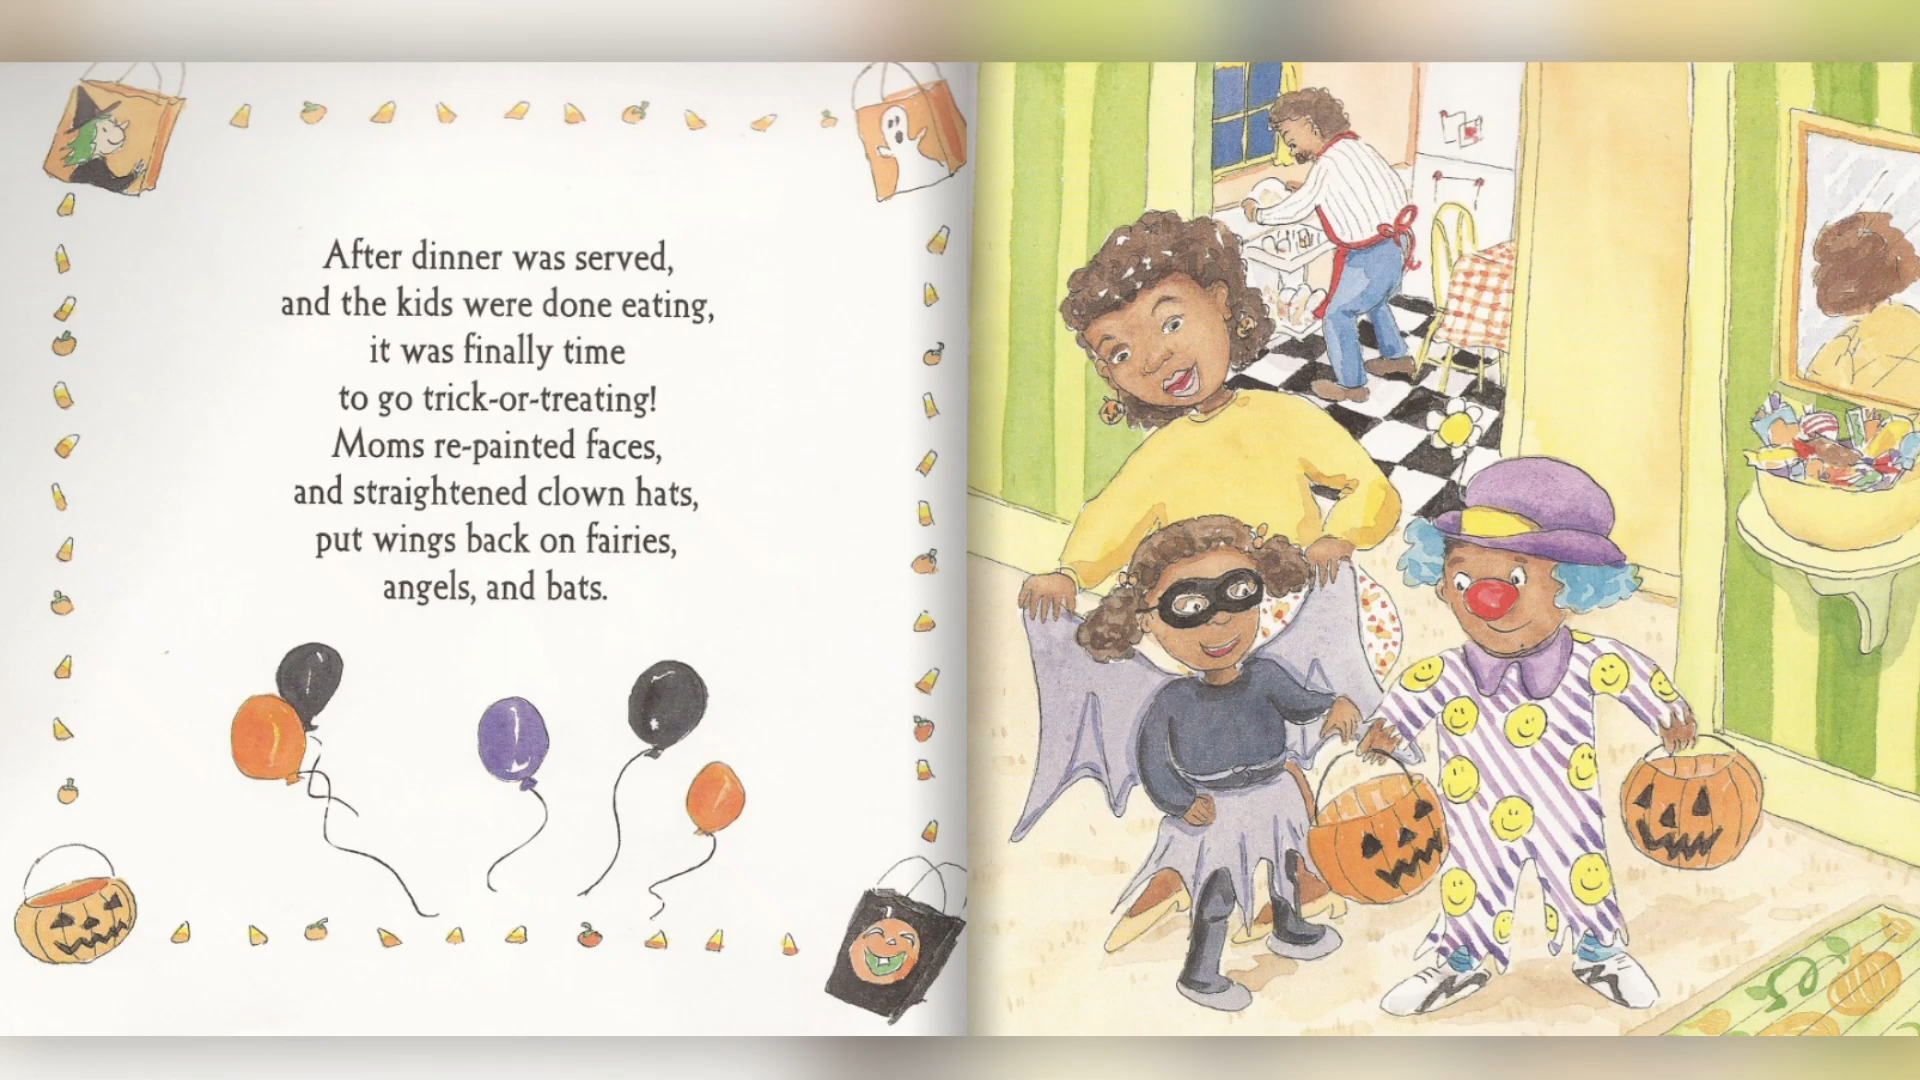 After dinner was served,
and the kids were done eating,
it was finally time
to go trick-or-treating!
Moms re-painted faces,
and straightened clown hats,
put wings back on fairies,
angels, and bats.